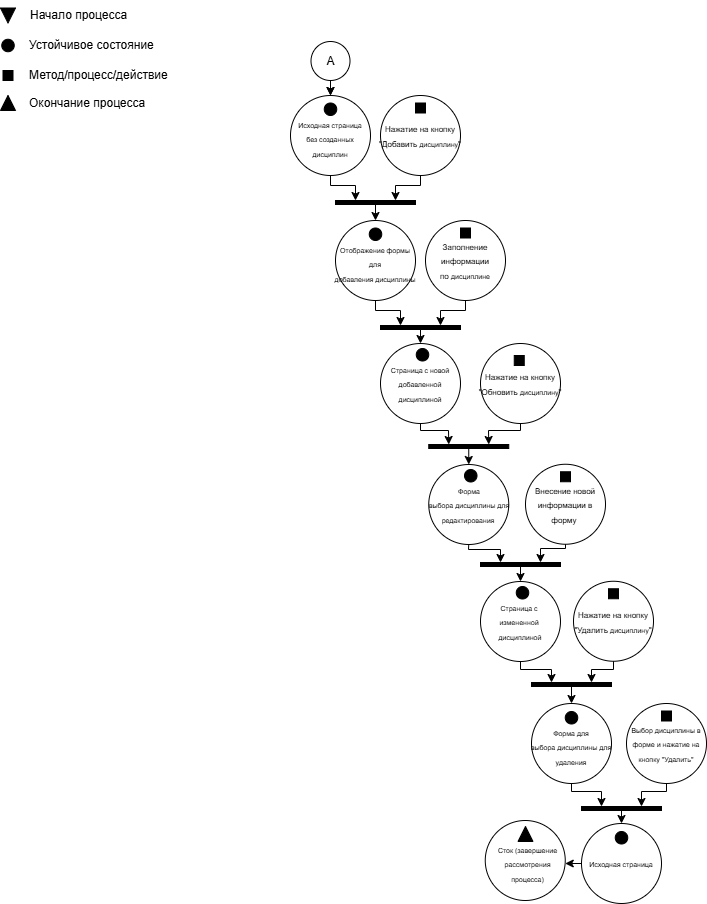 Начало процесса
Устойчивое состояние
Метод/процесс/действие
Окончание процесса
А
Исходная страница
без созданных
дисциплин
Нажатие на кнопку
"Добавить дисциплину"
Отображение формы
для
добавления дисциплины
Заполнение
информации
по дисциплине
Страница с новой
добавленной
дисциплиной
Нажатие на кнопку
"Обновить дисциплину"
Форма
выбора дисциплины для
редактирования
Внесение новой
информации в
форму
Страница с
измененной
дисциплиной
Нажатие на кнопку
"Удалить дисциплину"
Форма для
выбора дисциплины для
удаления
Выбор дисциплины в
форме и нажатие на
кнопку "Удалить"
Сток (завершение
рассмотрения
процесса)
Исходная страница